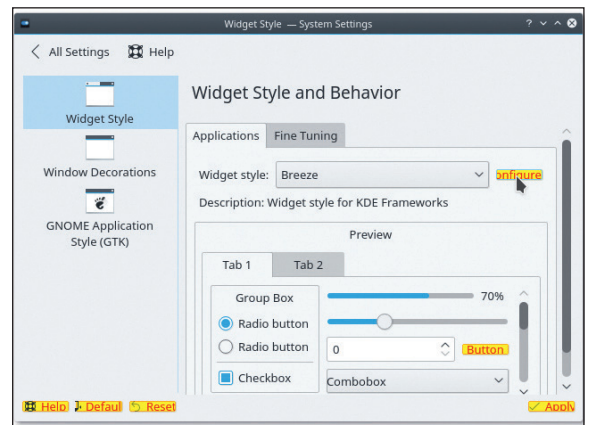 Widget Style — System Settings
All Settings Help
Widget Style
Window Decorations
GNOME Application
Style (GTK)
Widget Style and Behavior
Applications Fine Tuning
Widget style: Breeze onfigure
Description: Widget style for KDE Frameworks
Preview
Tab 1 Tab 2
Group Box
Radio button
Radio button
Checkbox
70%
0
Button
Combobox
Help Defaul Reset Apply